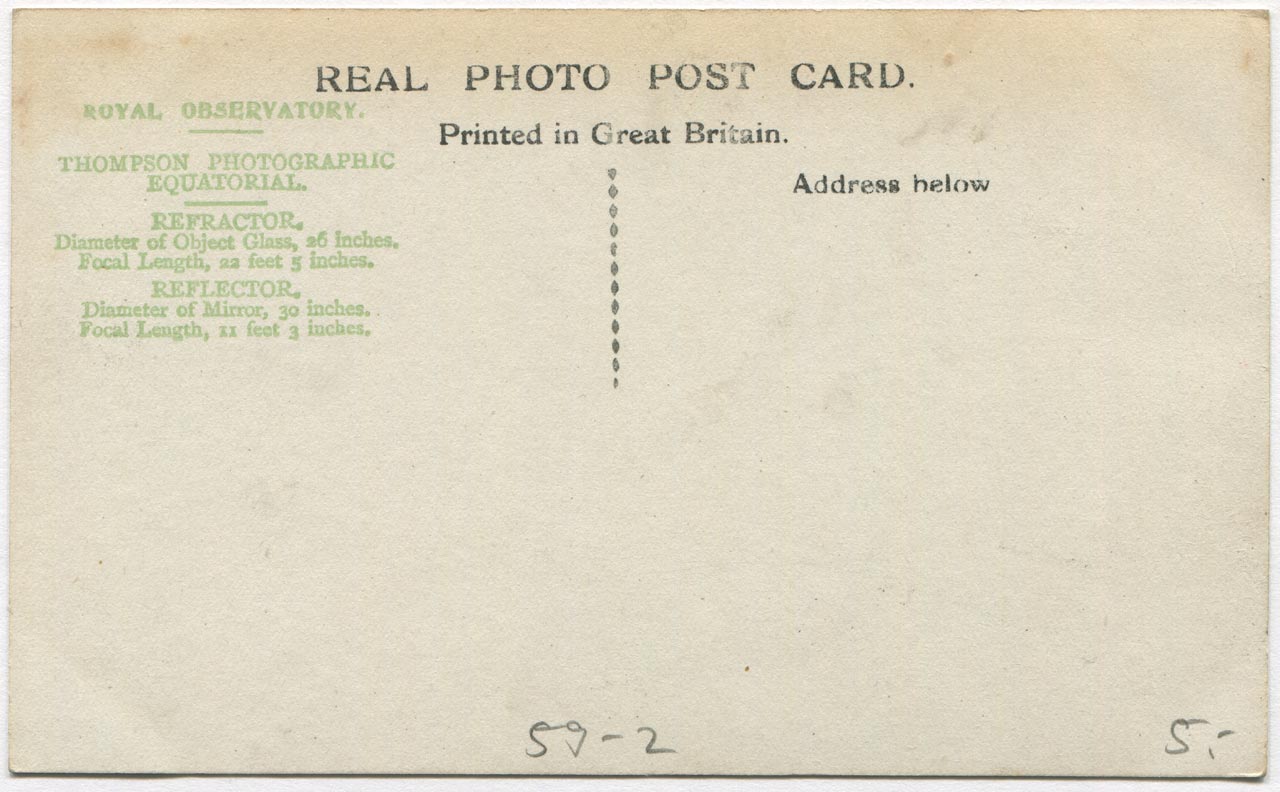 REAL PHOTO POST CARD.
Printed in Great Britain.
Address below
ROYAL OBSERVATORY.
THOMPSON PHOTOGRAPHIC
EQUATORIAL.
REFRACTOR.
Diameter of Object Glass, 26 inches.
Focal Length, 22 feet 5 inches.
REFLECTOR.
Diameter of Mirror, 30 inches.
Focal Length, 11 feet 3 inches.
59-2
5.-